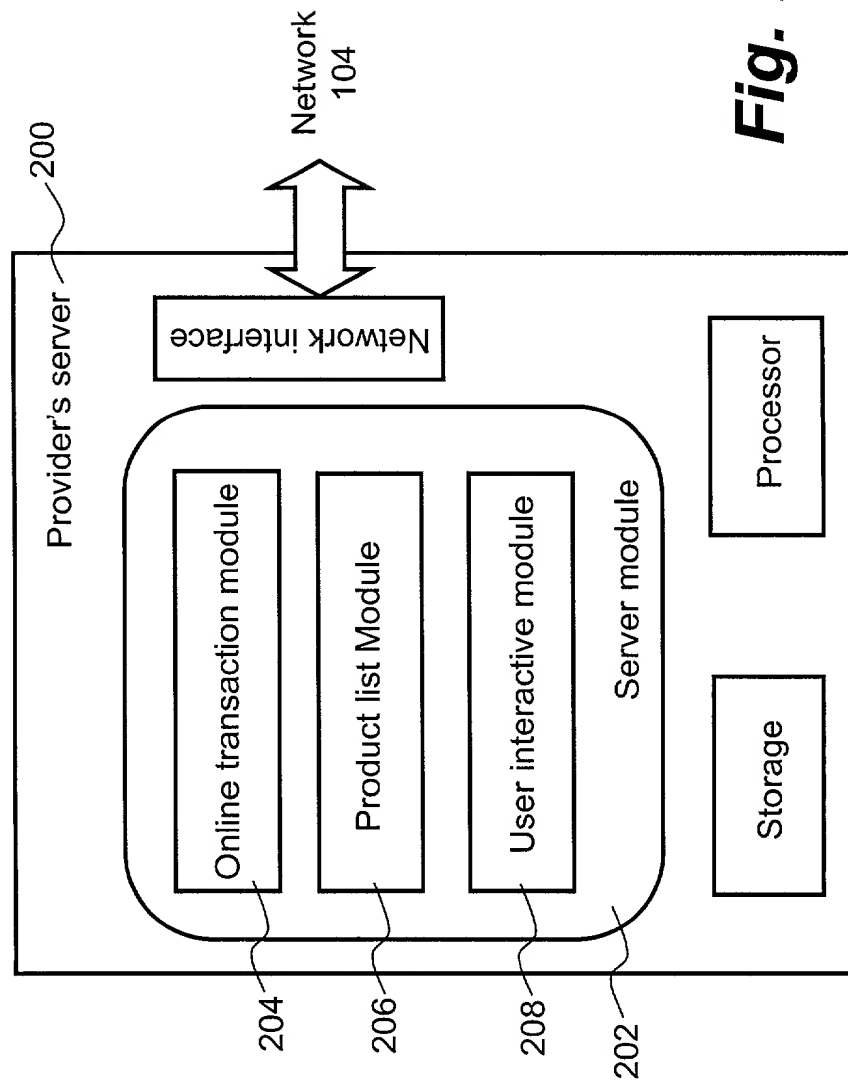 Provider's server
200
Network
104
Network interface
Online transaction module
204
Product list Module
206
User interactive module
208
Server module
202
Storage
Processor
Fig.